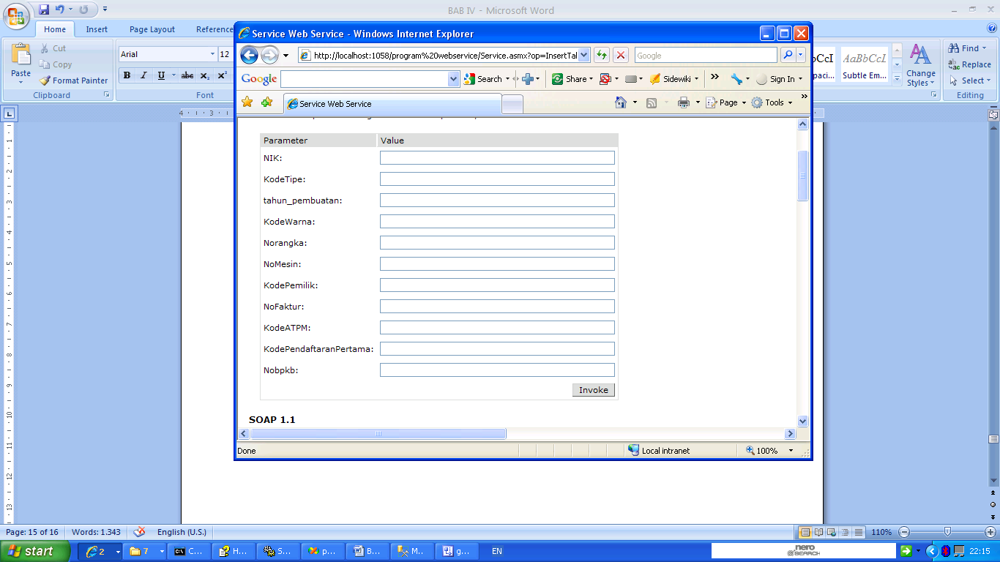 BAB IV - Microsoft Word
Home Insert Page Layout Reference
Cut
Copy
Format Painter
Paste
Clipboard
Arial 12
B I U abc x₂ x²
Font
AaBbCcI
Subtle Em...
Change Styles
Find
Replace
Select
Editing
Service Web Service - Windows Internet Explorer
http://localhost:1058/program%20webservice/Service.asmx?op=InsertTal
Google
Google Search Share Sidewiki Sign In
Service Web Service
Page Tools
Parameter Value
NIK:
KodeTipe:
tahun_pembuatan:
KodeWarna:
Norangka:
NoMesin:
KodePemilik:
NoFaktur:
KodeATPM:
KodePendaftaranPertama:
Nobpkb:
Invoke
SOAP 1.1
Done Local intranet 100%
Page: 15 of 16 Words: 1.343 English (U.S.) 110%
start 2 7 C... H... S... p... B... M... g... EN nero SEARCH 22:15